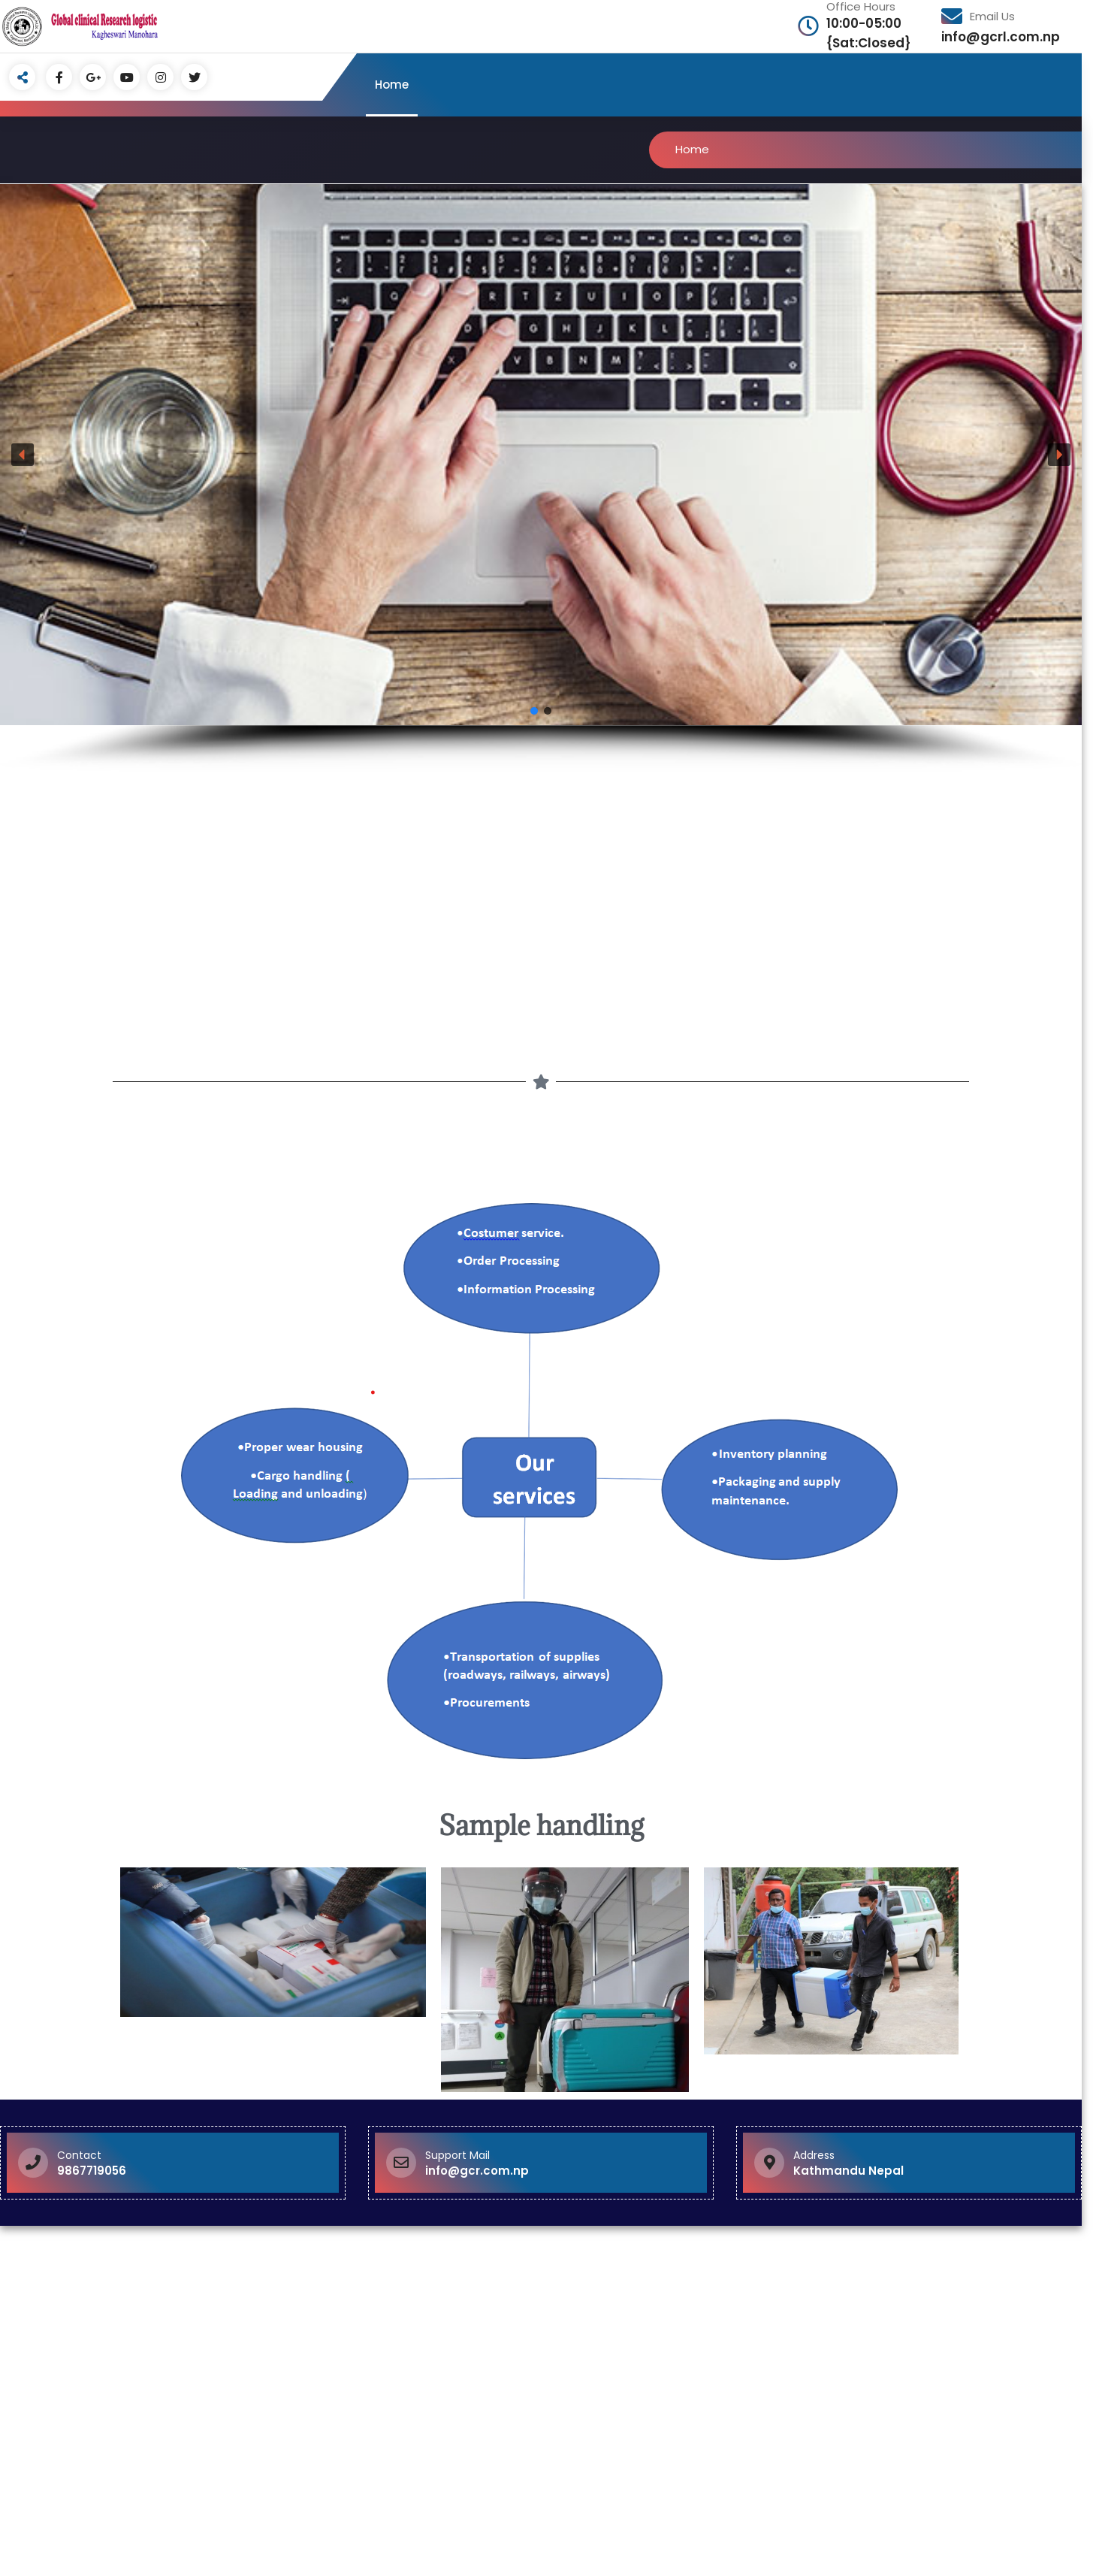 Global clinical Research logistic
Kagheswari Manohara
Office Hours
10:00-05:00
{Sat:Closed}
Email Us
info@gcrl.com.np
Home
Home
•Costumer service.
•Order Processing
•Information Processing
•Proper wear housing
•Cargo handling (
Loading and unloading)
Our
services
•Inventory planning
•Packaging and supply
maintenance.
•Transportation of supplies
(roadways, railways, airways)
•Procurements
Sample handling
Contact
9867719056
Support Mail
info@gcr.com.np
Address
Kathmandu Nepal